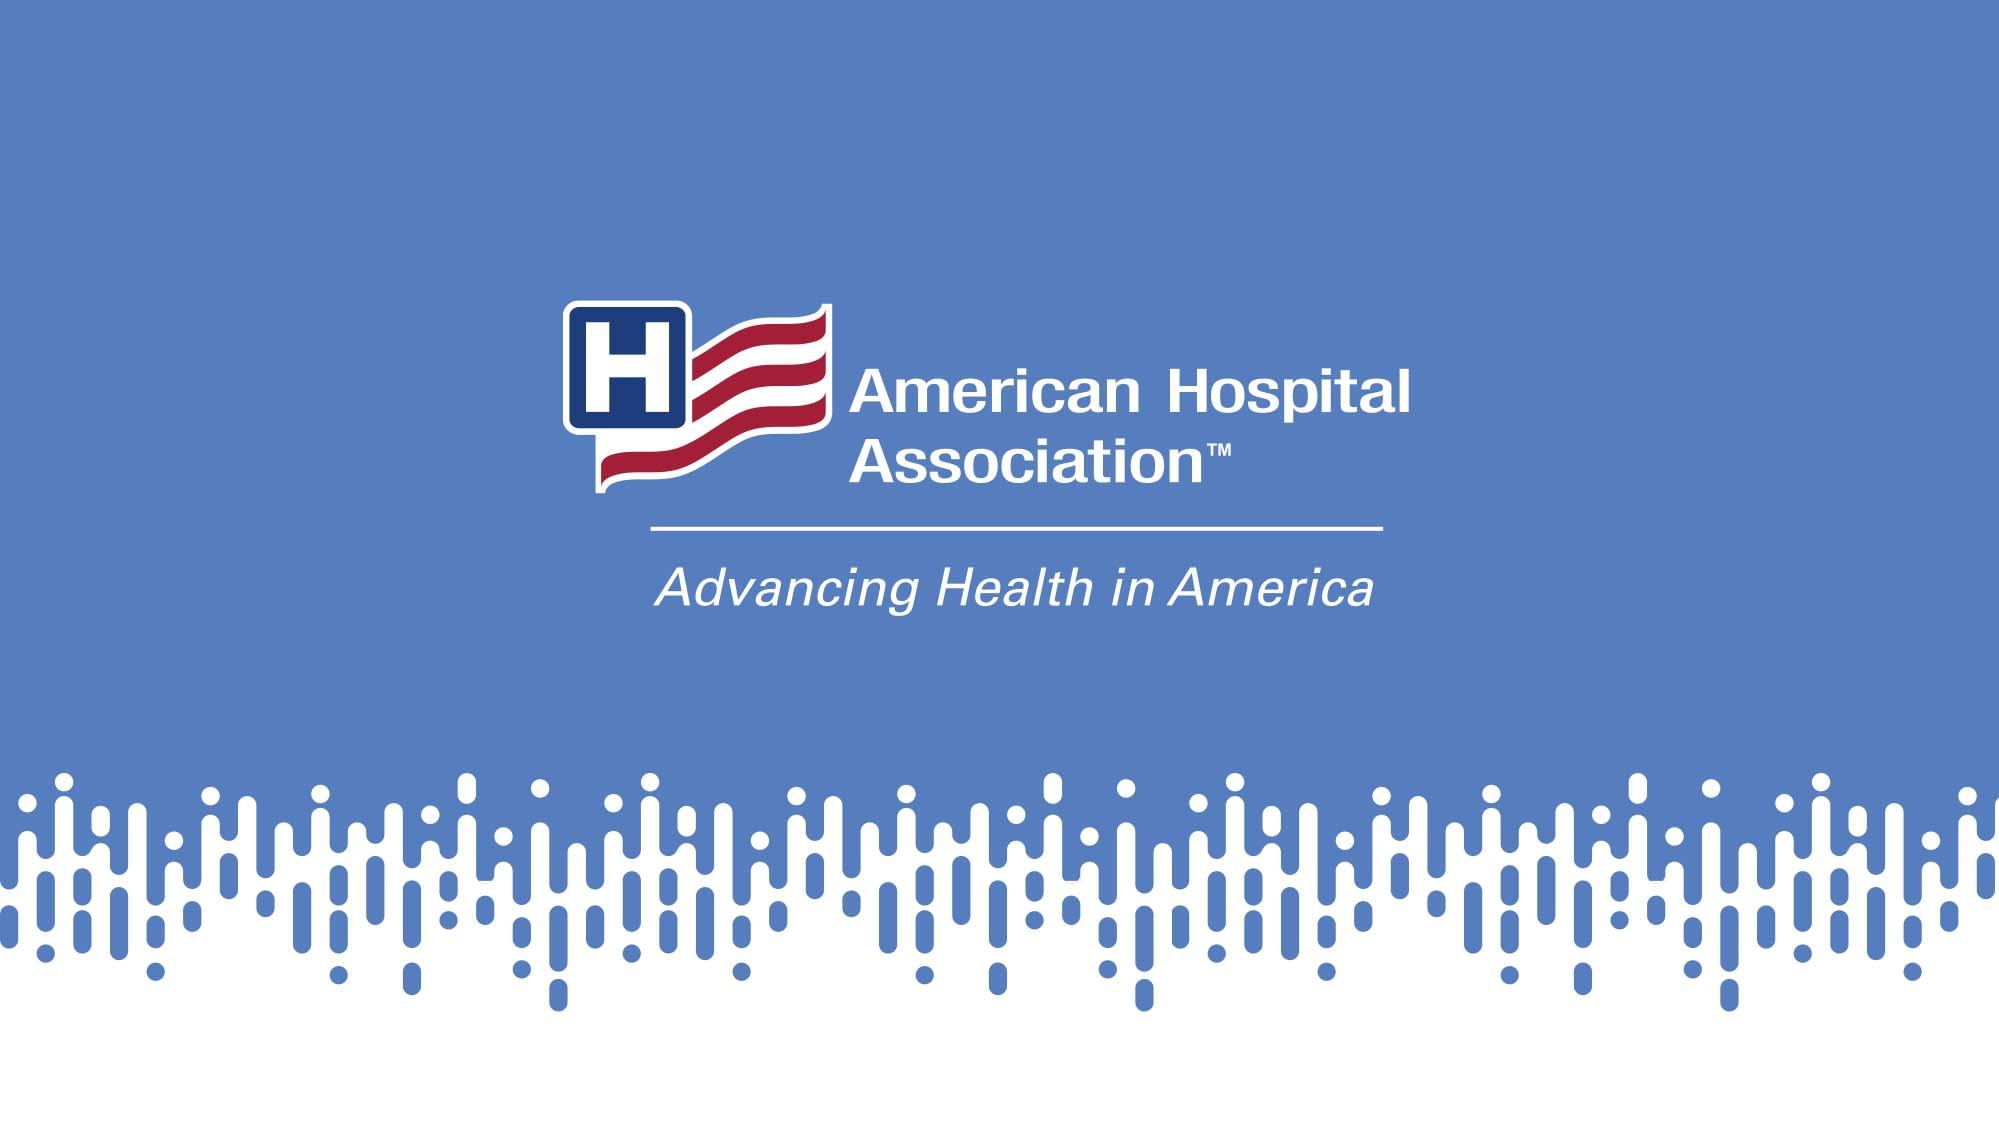 H
American Hospital
Association™
Advancing Health in America